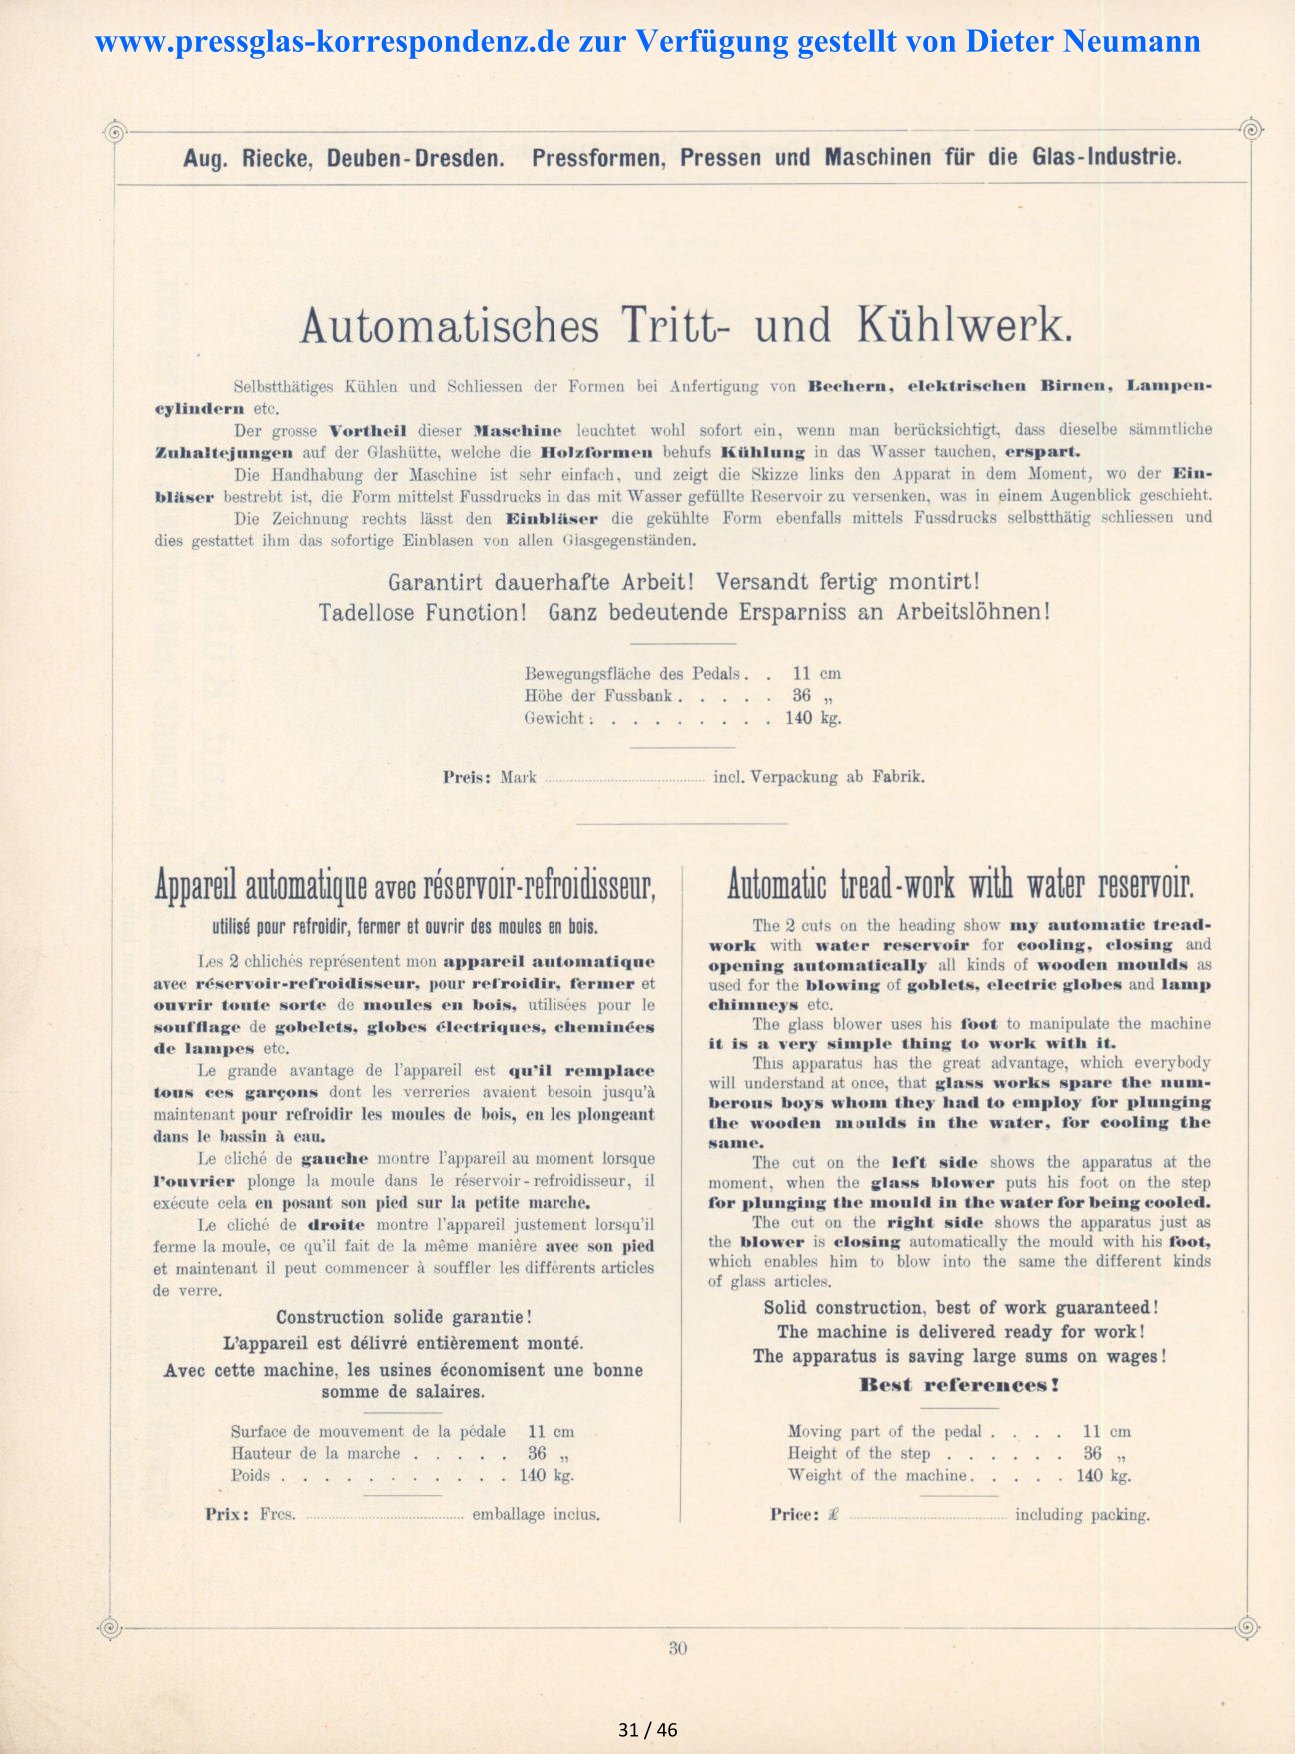 www.pressglas-korrespondenz.de zur Verfügung gestellt von Dieter Neumann
Aug. Riecke, Deuben-Dresden. Pressformen, Pressen und Maschinen für die Glas-Industrie.
Automatisches Tritt- und Kühlwerk.
Selbstthätiges Kühlen und Schliessen der Formen bei Anfertigung von Bechern, elektrischen Birnen, Lampen-
cylindern etc.
Der grosse Vortheil dieser Maschine leuchtet wohl sofort ein, wenn man berücksichtigt, dass dieselbe sämmtliche
Zuhaltejungen auf der Glashütte, welche die Holzformen behufs Kühlung in das Wasser tauchen, erspart.
Die Handhabung der Maschine ist sehr einfach, und zeigt die Skizze links den Apparat in dem Moment, wo der Ein-
bläser bestrebt ist, die Form mittelst Fussdrucks in das mit Wasser gefüllte Reservoir zu versenken, was in einem Augenblick geschieht.
Die Zeichnung rechts lässt den Einbläser die gekühlte Form ebenfalls mittels Fussdrucks selbstthätig schliessen und
dies gestattet ihm das sofortige Einblasen von allen Glasgegenständen.
Garantirt dauerhafte Arbeit! Versandt fertig montirt!
Tadellose Function! Ganz bedeutende Ersparniss an Arbeitslöhnen!
Bewegungsfläche des Pedals . . 11 cm
Höhe der Fussbank . . . . . 36 „
Gewicht : . . . . . . . . 140 kg.
Preis: Mark ........................ incl. Verpackung ab Fabrik.
Appareil automatique avec réservoir-refroidisseur,
utilisé pour refroidir, fermer et ouvrir des moules en bois.
Les 2 chlichés représentent mon appareil automatique
avec réservoir-refroidisseur, pour refroidir, fermer et
ouvrir toute sorte de moules en bois, utilisées pour le
soufflage de gobelets, globes électriques, cheminées
de lampes etc.
Le grande avantage de l'appareil est qu'il remplace
tous ces garçons dont les verreries avaient besoin jusqu'à
maintenant pour refroidir les moules de bois, en les plongeant
dans le bassin à eau.
Le cliché de gauche montre l'appareil au moment lorsque
l'ouvrier plonge la moule dans le réservoir-refroidisseur, il
exécute cela en posant son pied sur la petite marche.
Le cliché de droite montre l'appareil justement lorsqu'il
ferme la moule, ce qu'il fait de la même manière avec son pied
et maintenant il peut commencer à souffler les différents articles
de verre.
Construction solide garantie!
L'appareil est délivré entièrement monté.
Avec cette machine, les usines économisent une bonne
somme de salaires.
Surface de mouvement de la pédale 11 cm
Hauteur de la marche . . . . . 36 „
Poids . . . . . . . . . . . 140 kg.
Prix: Frcs. ........................ emballage inclus.
Automatic tread-work with water reservoir.
The 2 cuts on the heading show my automatic tread-
work with water reservoir for cooling, closing and
opening automatically all kinds of wooden moulds as
used for the blowing of goblets, electric globes and lamp
chimneys etc.
The glass blower uses his foot to manipulate the machine
it is a very simple thing to work with it.
This apparatus has the great advantage, which everybody
will understand at once, that glass works spare the num-
berous boys whom they had to employ for plunging
the wooden moulds in the water, for cooling the
same.
The cut on the left side shows the apparatus at the
moment, when the glass blower puts his foot on the step
for plunging the mould in the water for being cooled.
The cut on the right side shows the apparatus just as
the blower is closing automatically the mould with his foot,
which enables him to blow into the same the different kinds
of glass articles.
Solid construction, best of work guaranteed!
The machine is delivered ready for work!
The apparatus is saving large sums on wages!
Best references!
Moving part of the pedal . . . . 11 cm
Height of the step . . . . . . 36 „
Weight of the machine . . . . . 140 kg.
Price: £ ........................ including packing.
30
31 / 46